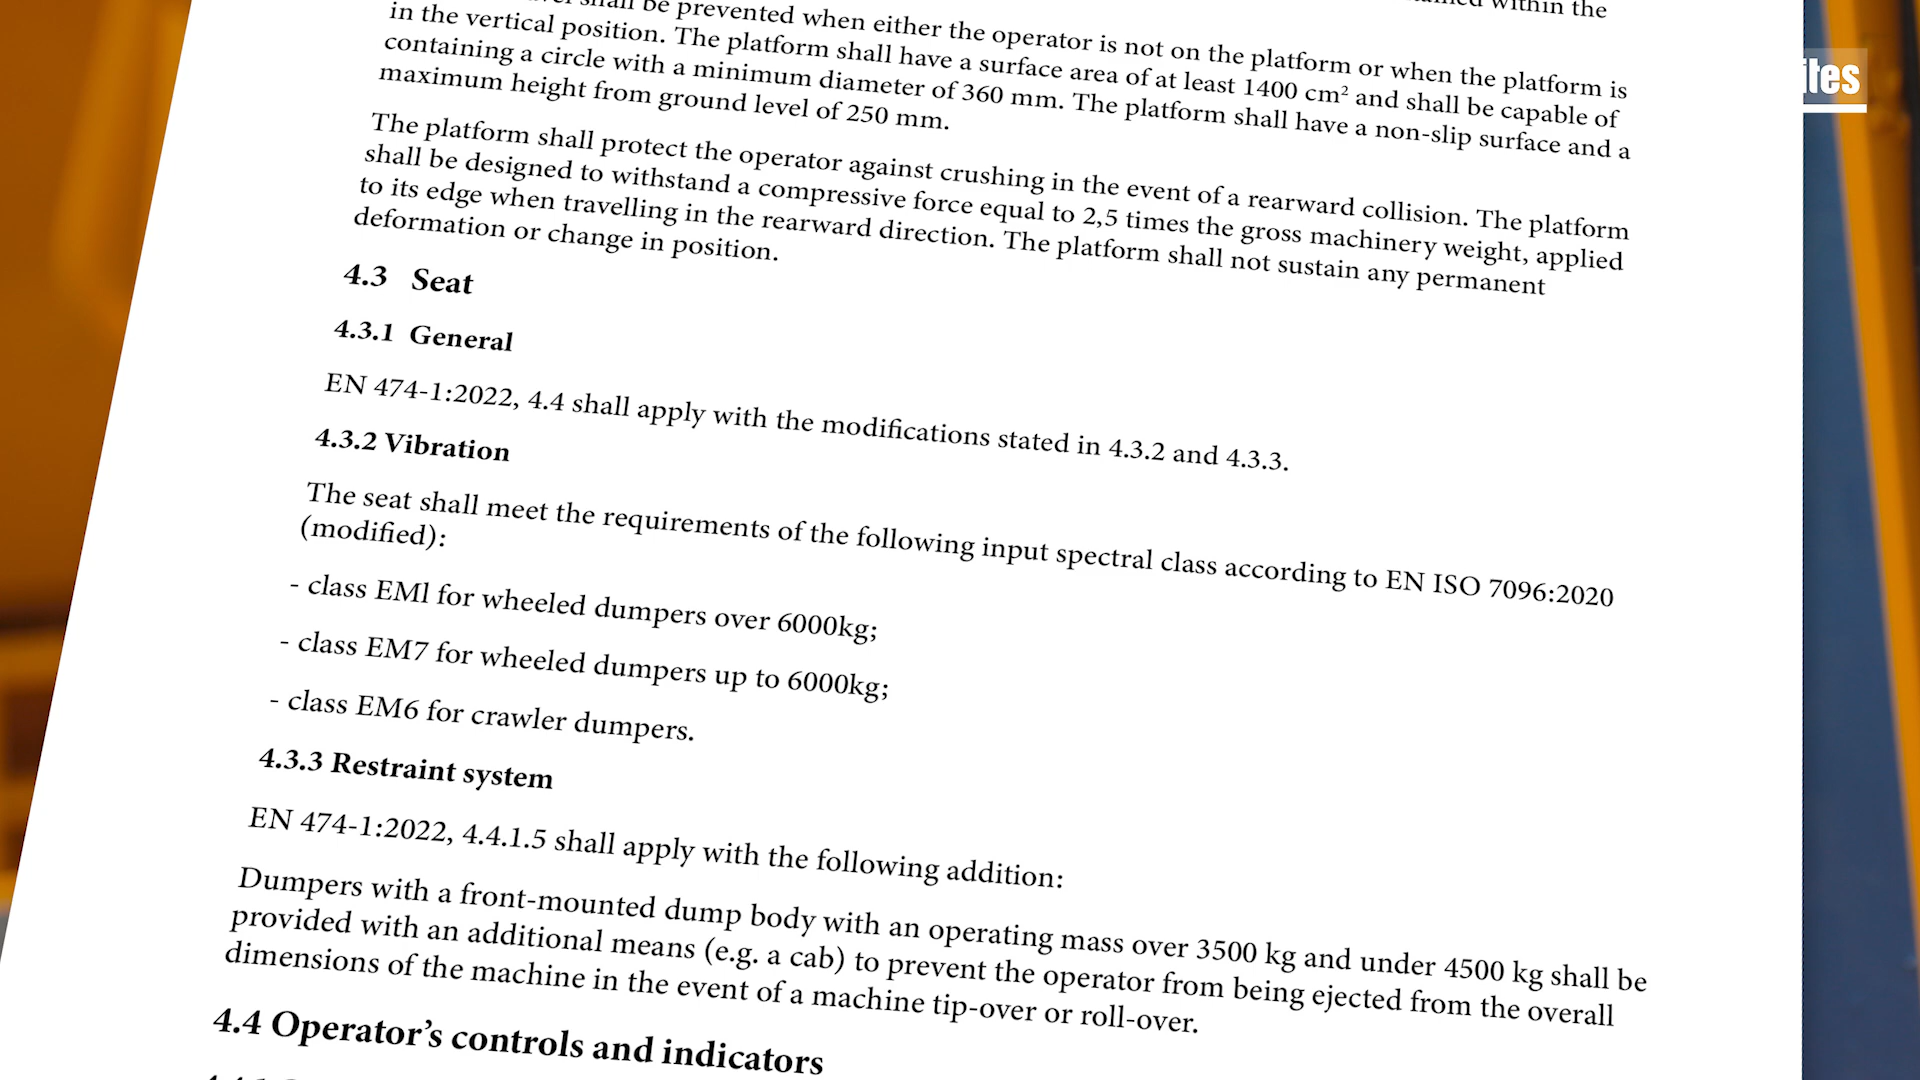 within the
shall be prevented when either the operator is not on the platform or when the platform is
in the vertical position. The platform shall have a surface area of at least 1400 cm² and shall be capable of
containing a circle with a minimum diameter of 360 mm. The platform shall have a non-slip surface and a
maximum height from ground level of 250 mm.
The platform shall protect the operator against crushing in the event of a rearward collision. The platform
shall be designed to withstand a compressive force equal to 2,5 times the gross machinery weight, applied
to its edge when travelling in the rearward direction. The platform shall not sustain any permanent
deformation or change in position.
4.3 Seat
4.3.1 General
EN 474-1:2022, 4.4 shall apply with the modifications stated in 4.3.2 and 4.3.3.
4.3.2 Vibration
The seat shall meet the requirements of the following input spectral class according to EN ISO 7096:2020
(modified):
- class EMl for wheeled dumpers over 6000kg;
- class EM7 for wheeled dumpers up to 6000kg;
- class EM6 for crawler dumpers.
4.3.3 Restraint system
EN 474-1:2022, 4.4.1.5 shall apply with the following addition:
Dumpers with a front-mounted dump body with an operating mass over 3500 kg and under 4500 kg shall be
provided with an additional means (e.g. a cab) to prevent the operator from being ejected from the overall
dimensions of the machine in the event of a machine tip-over or roll-over.
4.4 Operator's controls and indicators
ites